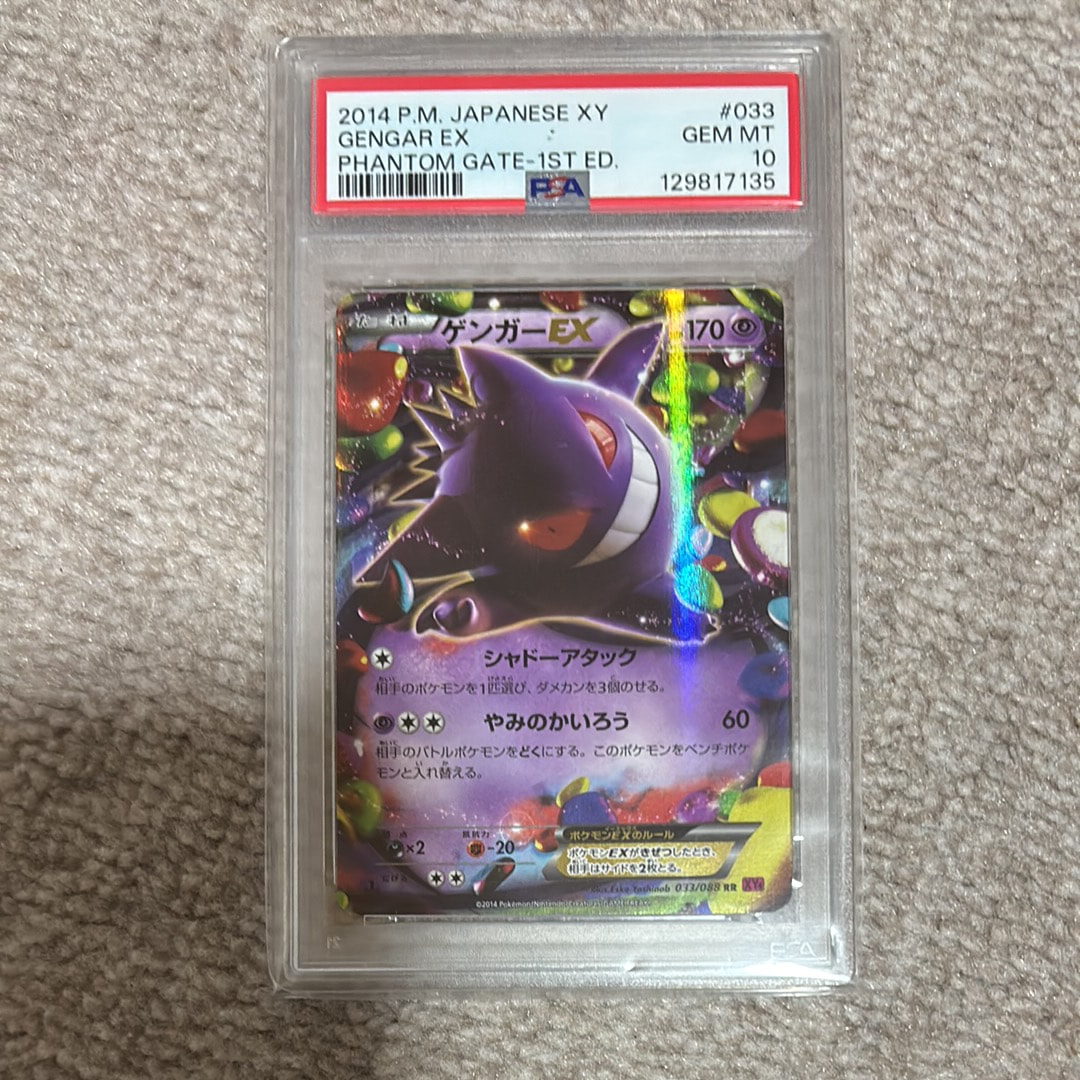 2014 P.M. JAPANESE XY #033
GENGAR EX GEM MT
PHANTOM GATE-1ST ED. 10
PSA 129817135
ゲンガーEX 170
シャドーアタック
相手のポケモンを1匹選び、ダメカンを3個のせる。
やみのかいろう 60
相手のバトルポケモンをどくにする。このポケモンをベンチポケ
モンと入れ替える。
×2 抵抗力 -20
ポケモンEXのルール
ポケモンEXがきぜつしたとき、
相手はサイドを2枚とる。
033/088 RR
©2014 Pokémon/Nintendo